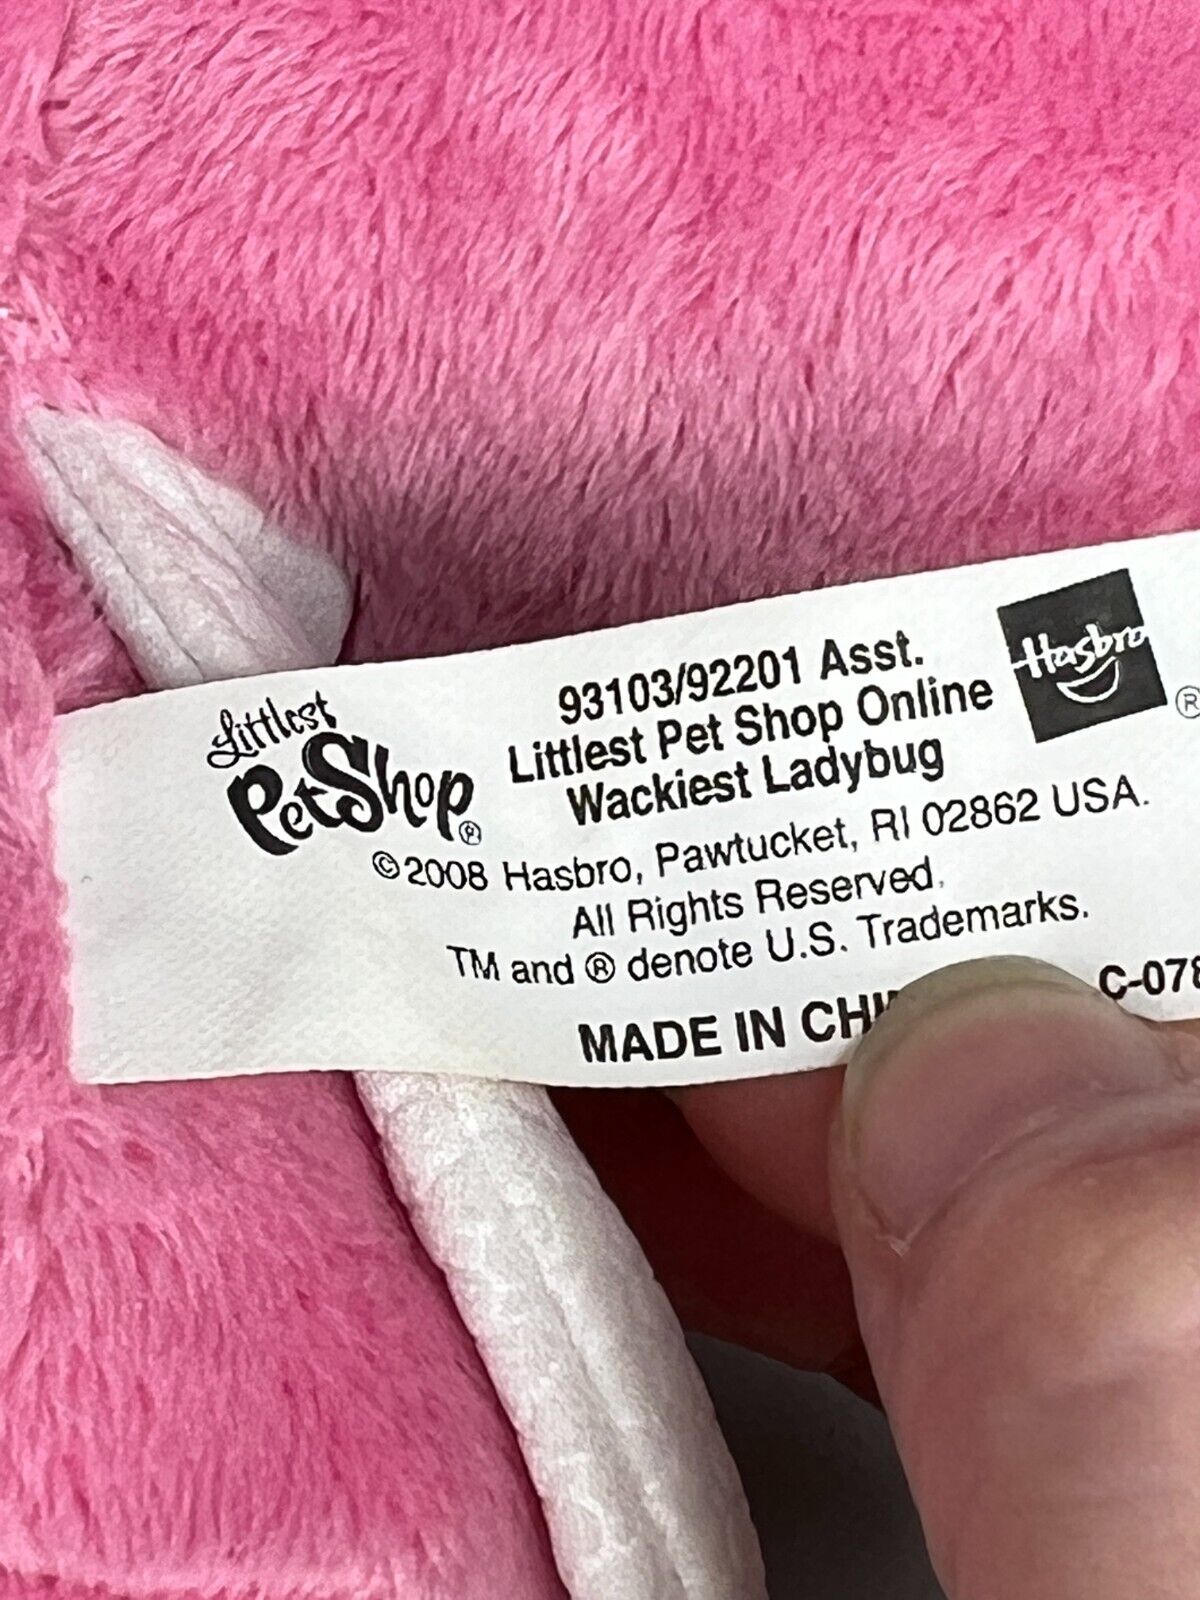 Littlest
PetShop®
93103/92201 Asst.
Littlest Pet Shop Online
Wackiest Ladybug
Hasbro
®
©2008 Hasbro, Pawtucket, RI 02862 USA.
All Rights Reserved.
TM and ® denote U.S. Trademarks.
MADE IN